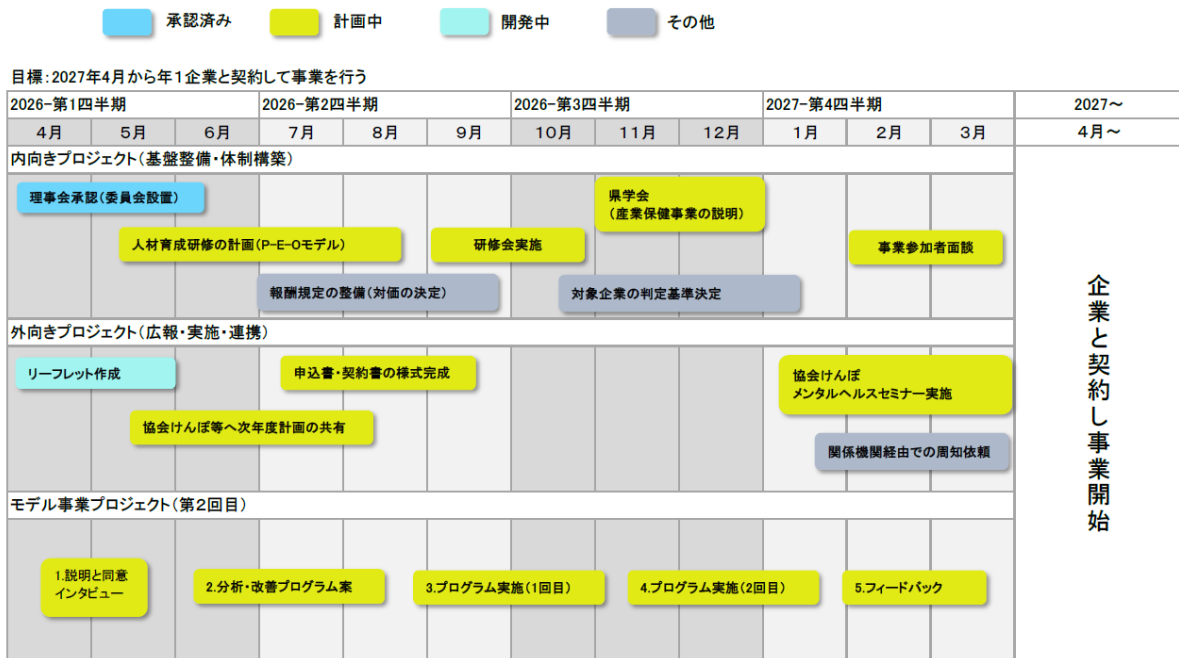 承認済み
計画中
開発中
その他
目標：2027年4月から年1企業と契約して事業を行う
2026-第1四半期
2026-第2四半期
2026-第3四半期
2027-第4四半期
2027～
4月
5月
6月
7月
8月
9月
10月
11月
12月
1月
2月
3月
4月～
内向きプロジェクト（基盤整備・体制構築）
理事会承認（委員会設置）
県学会
（産業保健事業の説明）
人材育成研修の計画（P-E-Oモデル）
研修会実施
事業参加者面談
報酬規定の整備（対価の決定）
対象企業の判定基準決定
外向きプロジェクト（広報・実施・連携）
リーフレット作成
申込書・契約書の様式完成
協会けんぽ
メンタルヘルスセミナー実施
協会けんぽ等へ次年度計画の共有
関係機関経由での周知依頼
モデル事業プロジェクト（第2回目）
1.説明と同意
インタビュー
2.分析・改善プログラム案
3.プログラム実施（1回目）
4.プログラム実施（2回目）
5.フィードバック
企業と契約し事業開始